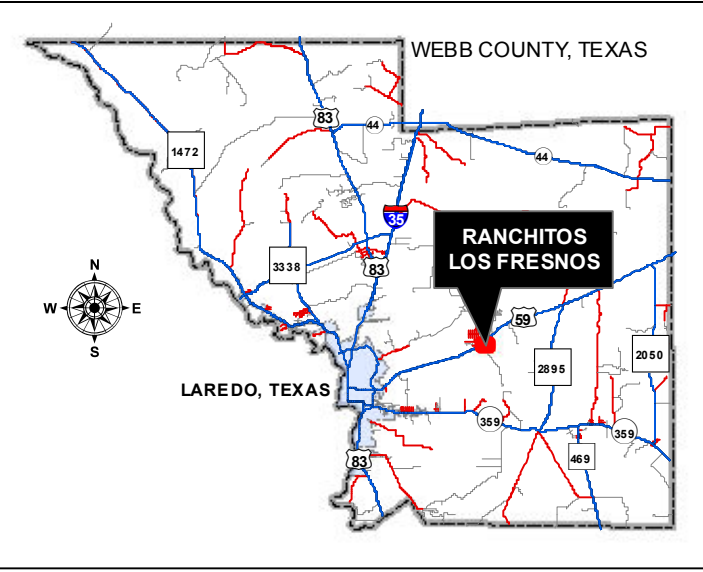 WEBB COUNTY, TEXAS
83
44
1472
44
35
RANCHITOS
LOS FRESNOS
3338
83
N
W
E
S
59
2895
2050
LAREDO, TEXAS
359
359
83
469